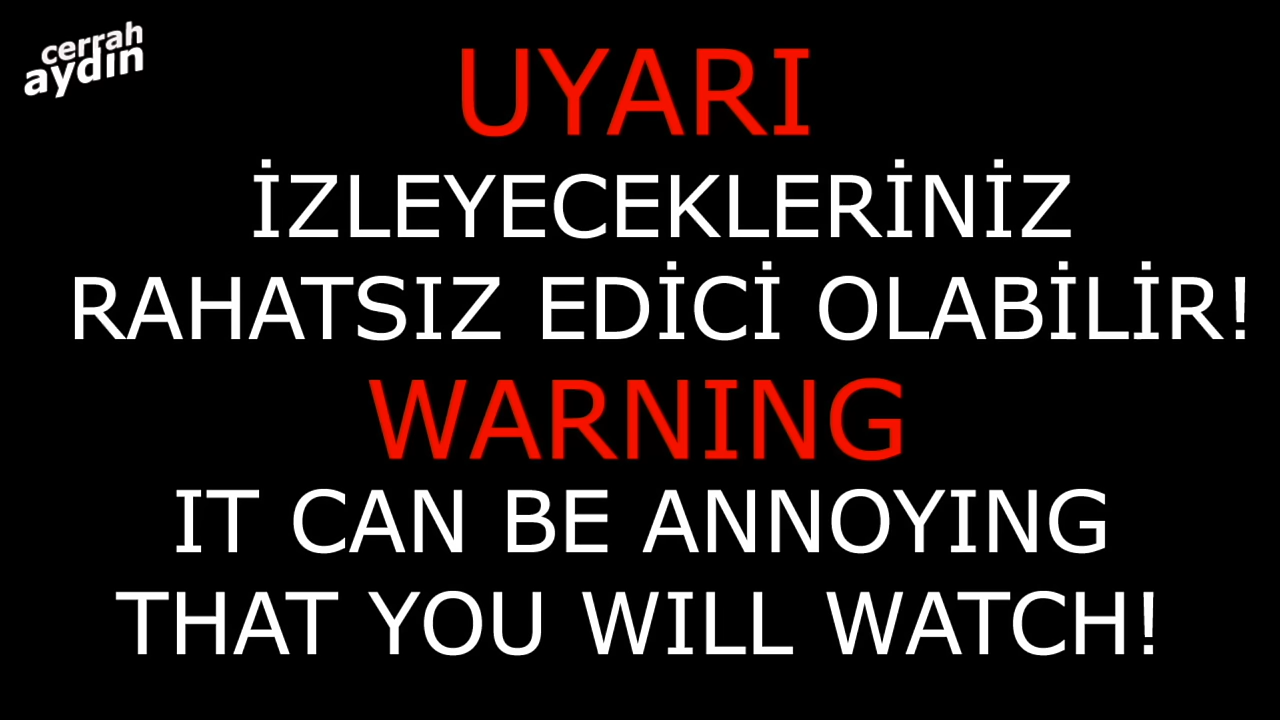 cerrah
aydın
UYARI
İZLEYECEKLERİNİZ
RAHATSIZ EDİCİ OLABİLİR!
WARNING
IT CAN BE ANNOYING
THAT YOU WILL WATCH!